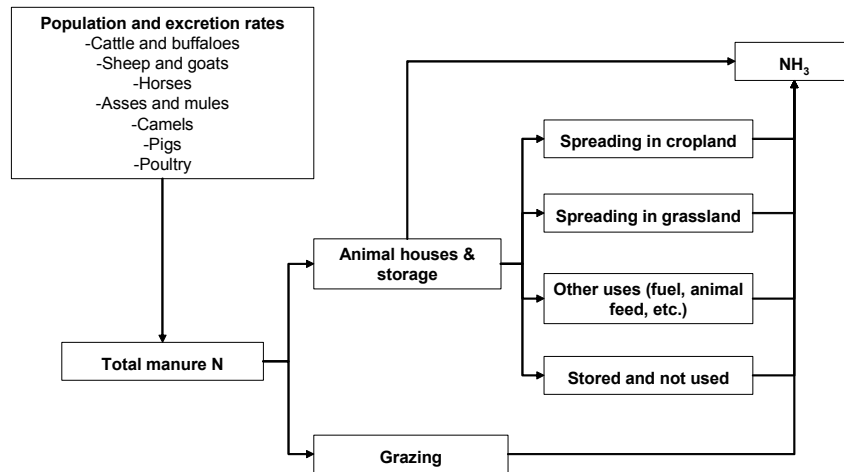 Population and excretion rates
-Cattle and buffaloes
-Sheep and goats
-Horses
-Asses and mules
-Camels
-Pigs
-Poultry
NH₃
Spreading in cropland
Spreading in grassland
Animal houses &
storage
Other uses (fuel, animal
feed, etc.)
Total manure N
Stored and not used
Grazing